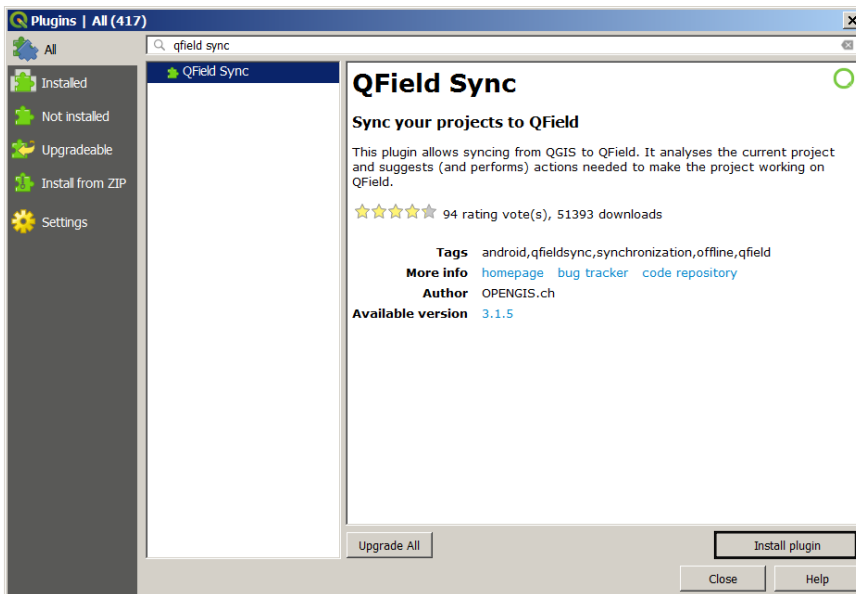 Plugins | All (417)
All
qfield sync
Installed
Not installed
Upgradeable
Install from ZIP
Settings
QField Sync
QField Sync
Sync your projects to QField
This plugin allows syncing from QGIS to QField. It analyses the current project
and suggests (and performs) actions needed to make the project working on
QField.
94 rating vote(s), 51393 downloads
Tags android,qfieldsync,synchronization,offline,qfield
More info homepage bug tracker code repository
Author OPENGIS.ch
Available version 3.1.5
Upgrade All
Install plugin
Close
Help